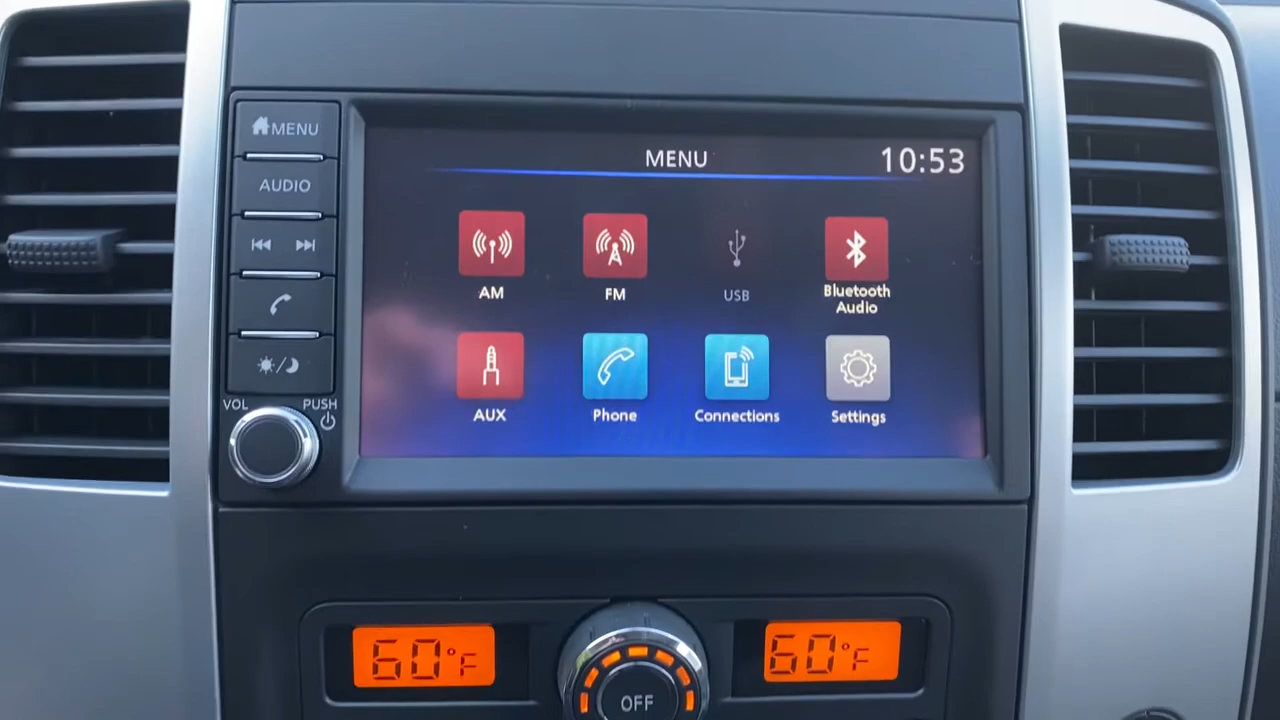 MENU
AUDIO
VOL
PUSH
MENU
10:53
AM
FM
USB
Bluetooth
Audio
AUX
Phone
Connections
Settings
60°F
OFF
60°F